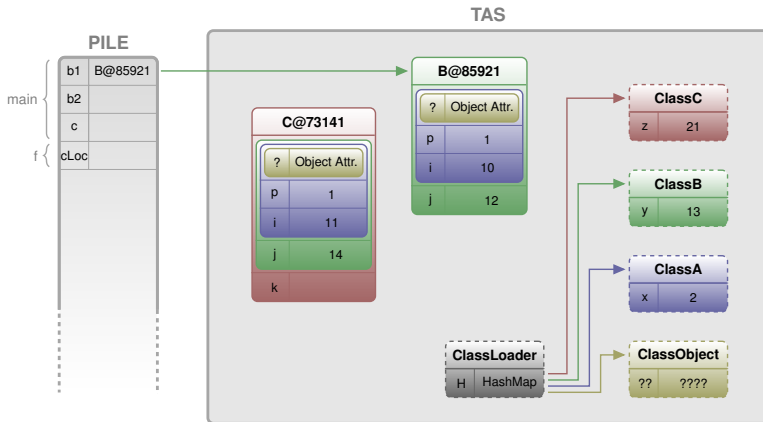 TAS
PILE
main
b1 B@85921
b2
c
f
cLoc
C@73141
? Object Attr.
p 1
i 11
j 14
k
B@85921
? Object Attr.
p 1
i 10
j 12
ClassC
z 21
ClassB
y 13
ClassA
x 2
ClassLoader
H HashMap
ClassObject
?? ????